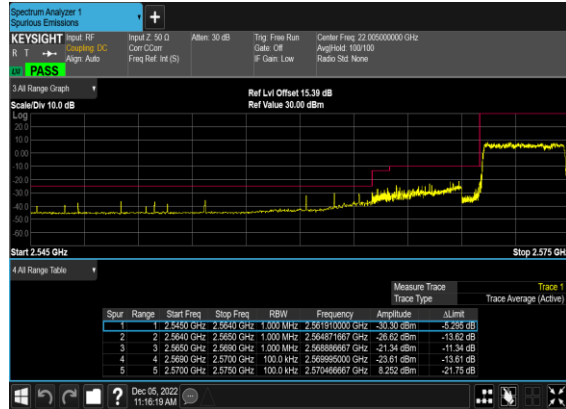 Spectrum Analyzer 1
Spurious Emissions
+
KEYSIGHT Input: RF Input Z: 50 Ω Atten: 30 dB Trig: Free Run Center Freq: 22.005000000 GHz
R T Coupling: DC Corr CCorr Gate: Off Avg|Hold: 100/100
Align: Auto Freq Ref: Int (S) IF Gain: Low Radio Std: None
PASS
3 All Range Graph
Ref Lvl Offset 15.39 dB
Scale/Div 10.0 dB Ref Value 30.00 dBm
Log
20.0
10.0
0.00
-10.0
-20.0
-30.0
-40.0
-50.0
-60.0
Start 2.545 GHz Stop 2.575 GHz
4 All Range Table
Measure Trace Trace 1
Trace Type Trace Average (Active)
Spur Range Start Freq Stop Freq RBW Frequency Amplitude ΔLimit
1 1 2.5450 GHz 2.5640 GHz 1.000 MHz 2.561910000 GHz -30.30 dBm -5.295 dB
2 2 2.5640 GHz 2.5650 GHz 1.000 MHz 2.564871667 GHz -26.62 dBm -13.62 dB
3 3 2.5650 GHz 2.5690 GHz 1.000 MHz 2.568886667 GHz -21.34 dBm -11.34 dB
4 4 2.5690 GHz 2.5700 GHz 100.0 kHz 2.569995000 GHz -23.61 dBm -13.61 dB
5 5 2.5700 GHz 2.5750 GHz 100.0 kHz 2.570466667 GHz 8.252 dBm -21.75 dB
? Dec 05, 2022
11:16:19 AM